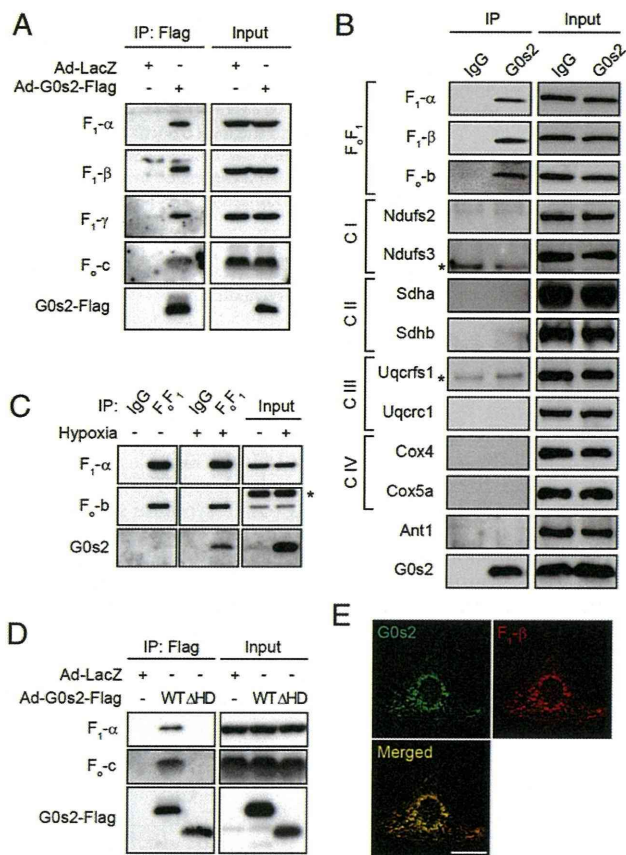 A
IP: Flag Input
Ad-LacZ + - + -
Ad-G0s2-Flag - + - +
F₁-α
F₁-β
F₁-γ
Fₒ-c
G0s2-Flag
B
IP Input
IgG G0s2 IgG G0s2
FₒF₁
F₁-α
F₁-β
Fₒ-b
C I
Ndufs2
Ndufs3
*
C II
Sdha
Sdhb
C III
Uqcrfs1
*
Uqcrc1
C IV
Cox4
Cox5a
Ant1
G0s2
C
IP: IgG FₒF₁ IgG FₒF₁ Input
Hypoxia - - + + - +
F₁-α
Fₒ-b
*
G0s2
D
IP: Flag Input
Ad-LacZ + - - + - -
Ad-G0s2-Flag - WT ΔHD - WT ΔHD
F₁-α
Fₒ-c
G0s2-Flag
E
G0s2
F₁-β
Merged